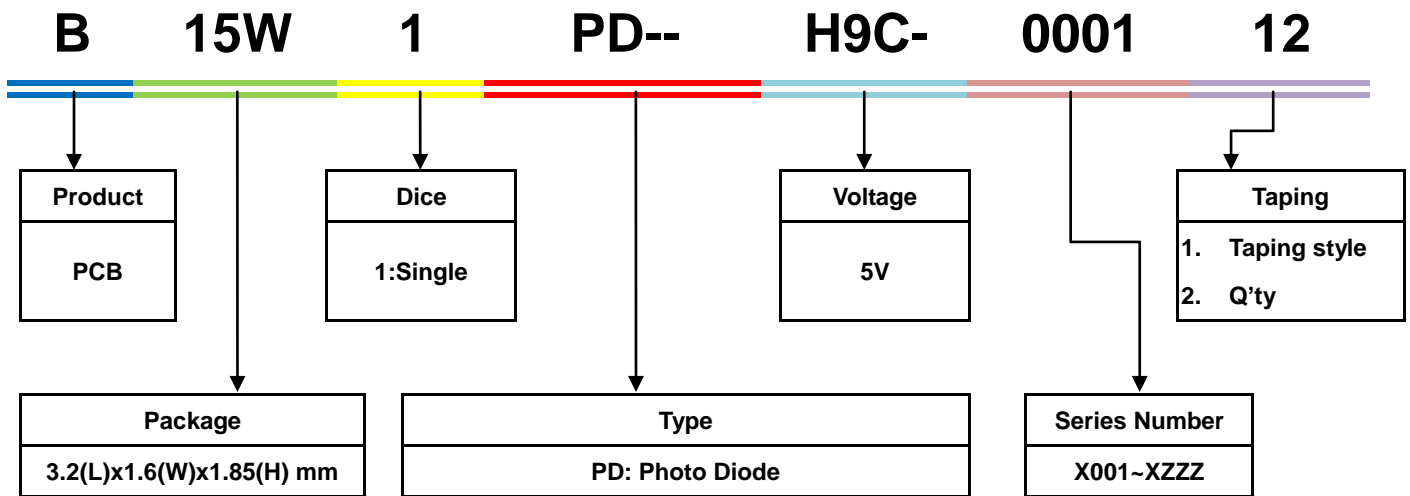 B 15W 1 PD-- H9C- 0001 12
Product
PCB
Dice
1:Single
Voltage
5V
Taping
1. Taping style
2. Q’ty
Package
3.2(L)x1.6(W)x1.85(H) mm
Type
PD: Photo Diode
Series Number
X001~XZZZ